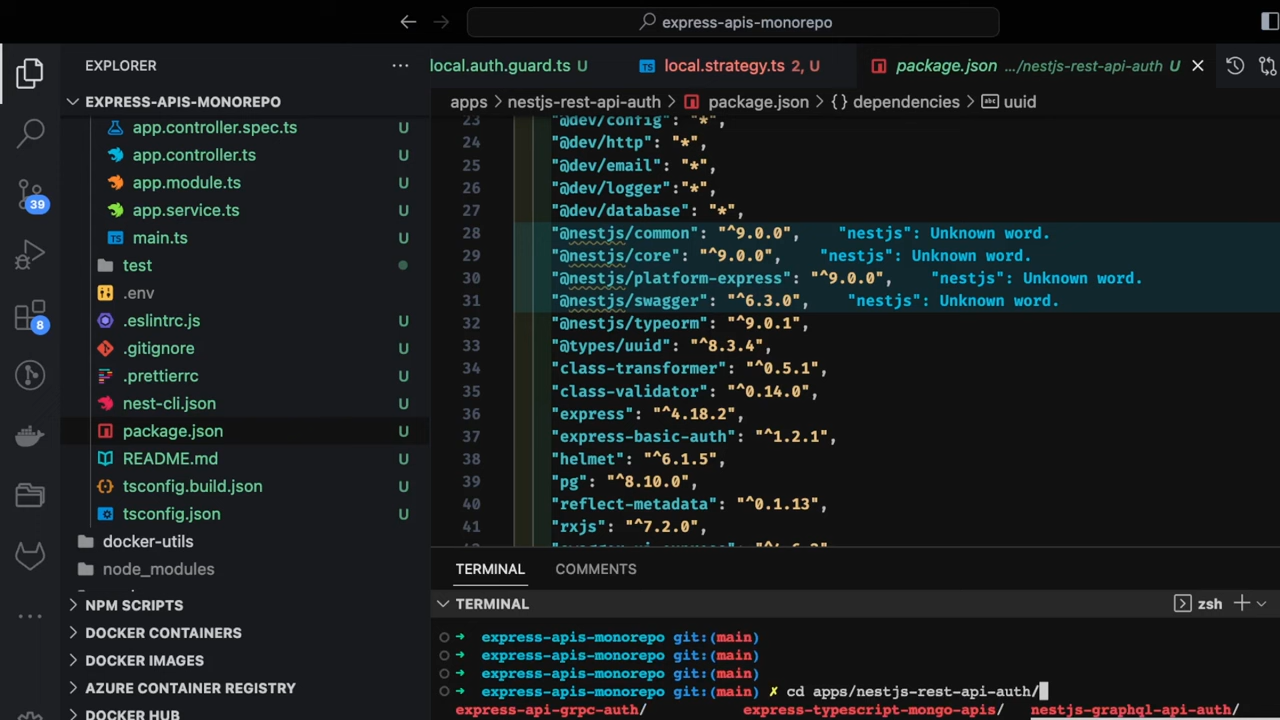 express-apis-monorepo
EXPLORER
EXPRESS-APIS-MONOREPO
app.controller.spec.ts U
app.controller.ts U
app.module.ts U
app.service.ts U
main.ts U
test
.env
.eslintrc.js U
.gitignore U
.prettierrc U
nest-cli.json U
package.json U
README.md U
tsconfig.build.json U
tsconfig.json U
docker-utils
node_modules
NPM SCRIPTS
DOCKER CONTAINERS
DOCKER IMAGES
AZURE CONTAINER REGISTRY
DOCKER HUB
39
8
local.auth.guard.ts U
TS local.strategy.ts 2, U
package.json .../nestjs-rest-api-auth U
apps > nestjs-rest-api-auth > package.json > {} dependencies > abc uuid
23 "@dev/config": "*",
24 "@dev/http": "*",
25 "@dev/email": "*",
26 "@dev/logger":"*",
27 "@dev/database": "*",
28 "@nestjs/common": "^9.0.0", "nestjs": Unknown word.
29 "@nestjs/core": "^9.0.0", "nestjs": Unknown word.
30 "@nestjs/platform-express": "^9.0.0", "nestjs": Unknown word.
31 "@nestjs/swagger": "^6.3.0", "nestjs": Unknown word.
32 "@nestjs/typeorm": "^9.0.1",
33 "@types/uuid": "^8.3.4",
34 "class-transformer": "^0.5.1",
35 "class-validator": "^0.14.0",
36 "express": "^4.18.2",
37 "express-basic-auth": "^1.2.1",
38 "helmet": "^6.1.5",
39 "pg": "^8.10.0",
40 "reflect-metadata": "^0.1.13",
41 "rxjs": "^7.2.0",
TERMINAL COMMENTS
TERMINAL zsh
➜ express-apis-monorepo git:(main)
➜ express-apis-monorepo git:(main)
➜ express-apis-monorepo git:(main)
➜ express-apis-monorepo git:(main) ✗ cd apps/nestjs-rest-api-auth/
express-api-grpc-auth/ express-typescript-mongo-apis/ nestjs-graphql-api-auth/